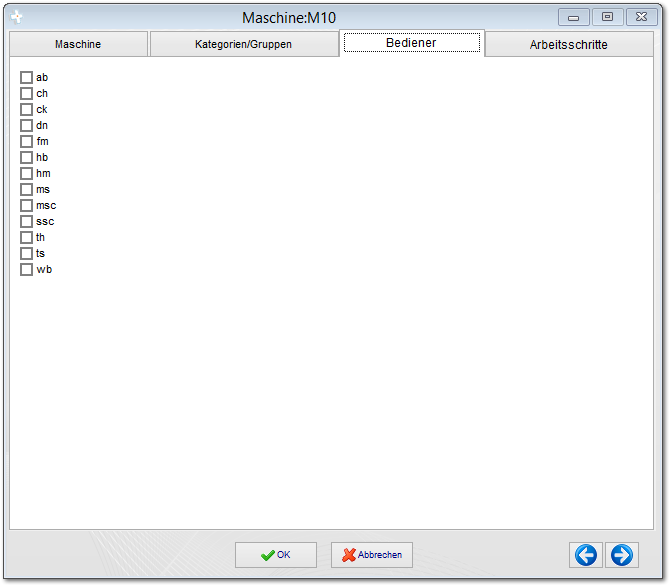 Maschine:M10
Maschine Kategorien/Gruppen Bediener Arbeitsschritte
ab
ch
ck
dn
fm
hb
hm
ms
msc
ssc
th
ts
wb
OK Abbrechen